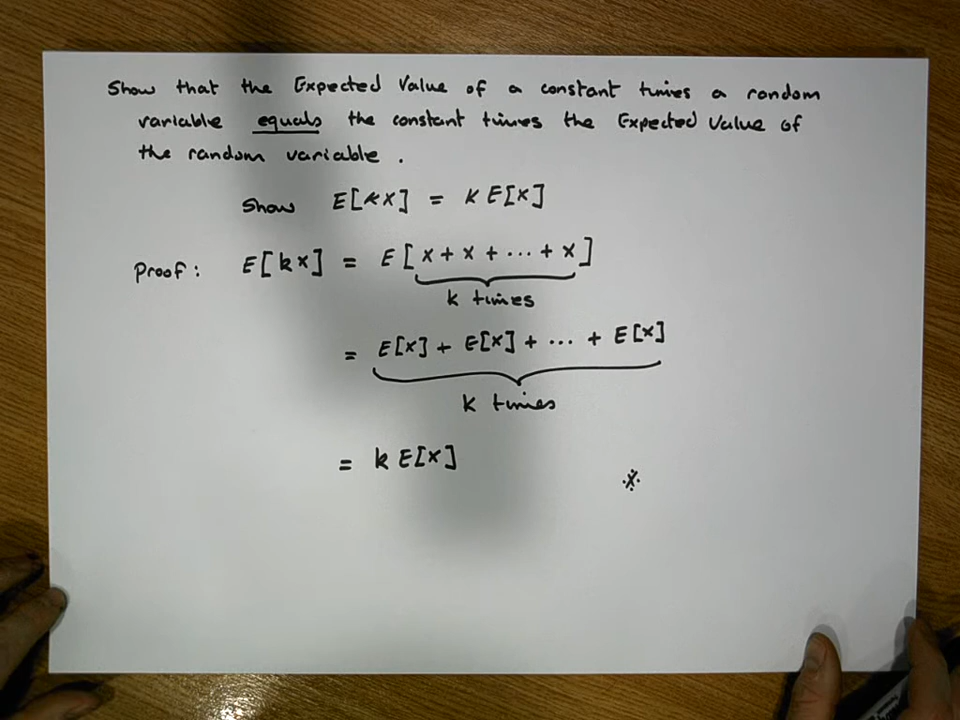 Show that the Expected Value of a constant times a random
variable equals the constant times the Expected Value of
the random variable .
Show E[kx] = k E[x]
Proof : E[kx] = E[x + x + ... + x]
k times
= E[x] + E[x] + ... + E[x]
k times
= k E[x] ※